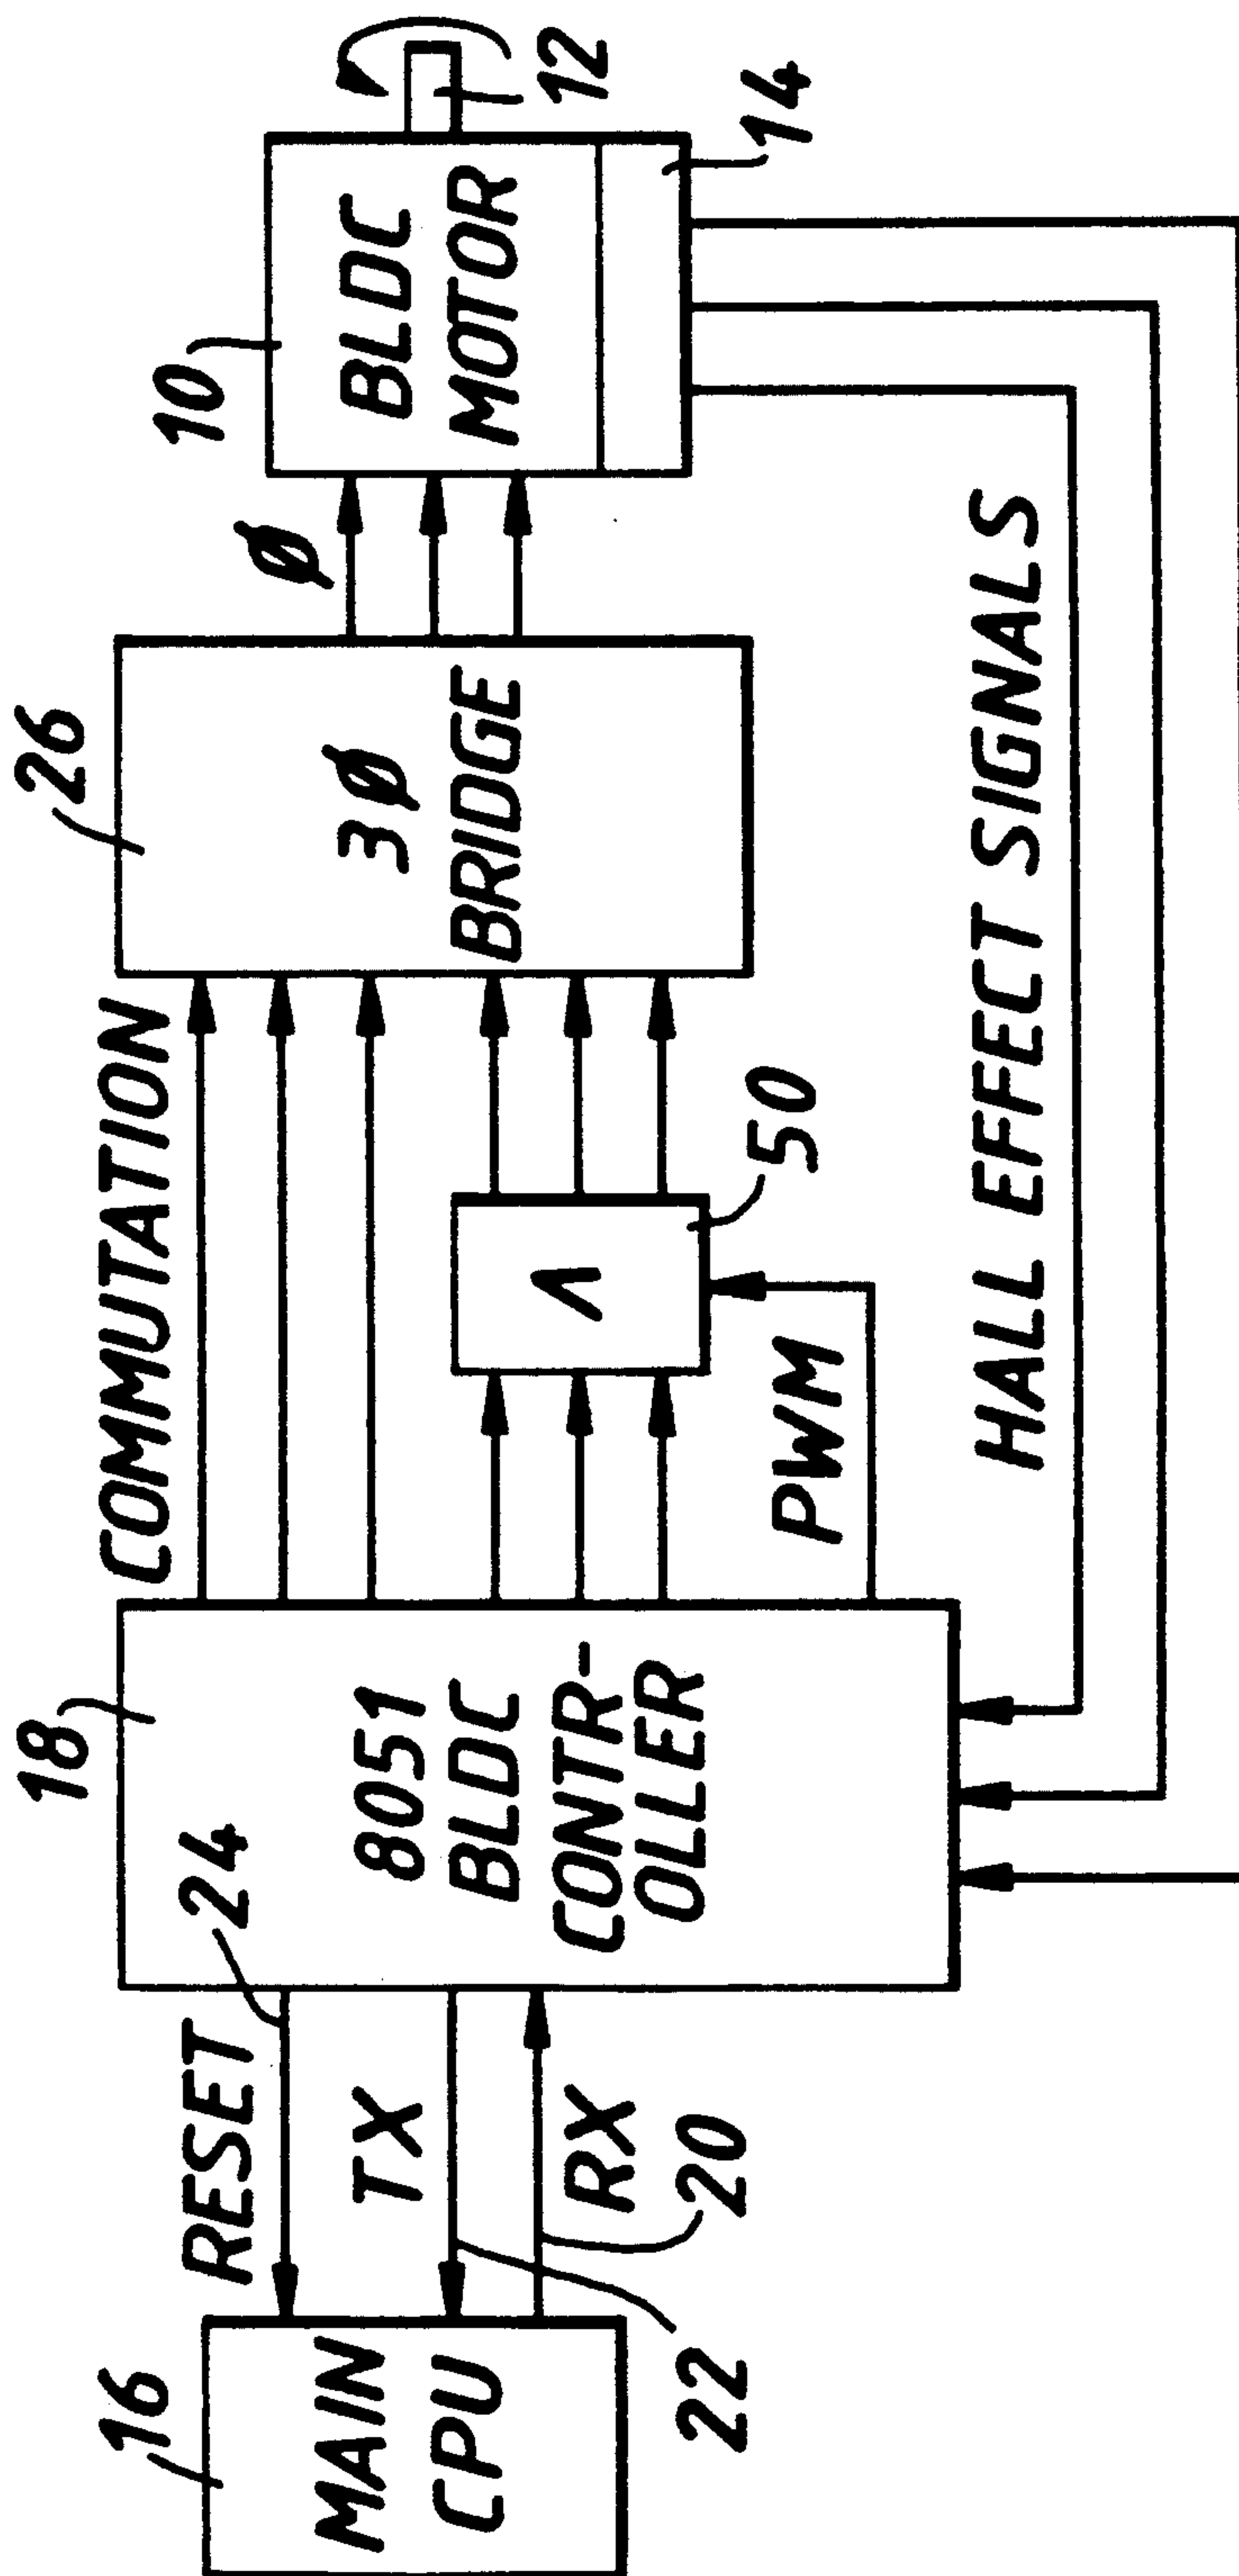 16
MAIN
CPU
RESET
24
TX
RX
22
20
18
8051
BLDC
CONTR-
OLLER
COMMUTATION
PWM
Λ
50
26
3Ø
BRIDGE
Ø
10
BLDC
MOTOR
12
14
HALL EFFECT SIGNALS